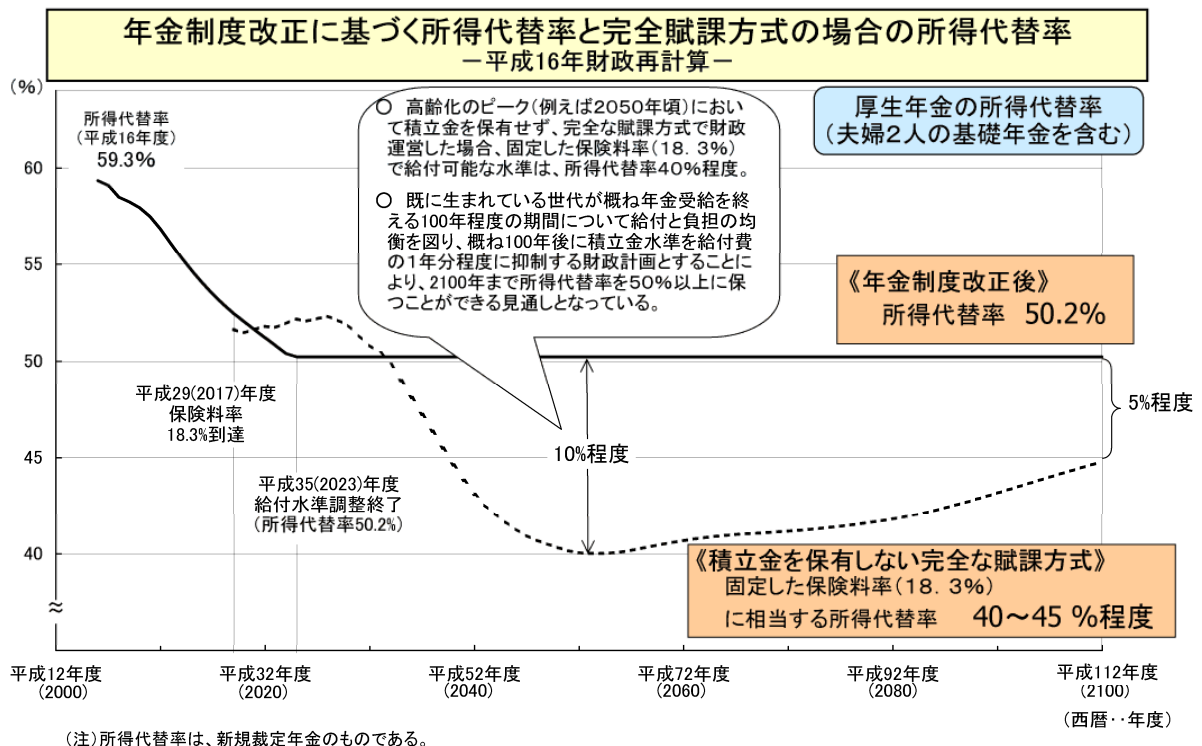 年金制度改正に基づく所得代替率と完全賦課方式の場合の所得代替率
－平成16年財政再計算－
(%)
60
55
50
45
40
≈
所得代替率
(平成16年度)
59.3%
○ 高齢化のピーク(例えば2050年頃)におい
て積立金を保有せず、完全な賦課方式で財政
運営した場合、固定した保険料率(18．3%)
で給付可能な水準は、所得代替率40%程度。
○ 既に生まれている世代が概ね年金受給を終
える100年程度の期間について給付と負担の均
衡を図り、概ね100年後に積立金水準を給付費
の１年分程度に抑制する財政計画とすることに
より、2100年まで所得代替率を50%以上に保
つことができる見通しとなっている。
厚生年金の所得代替率
(夫婦２人の基礎年金を含む)
《年金制度改正後》
所得代替率 50.2%
平成29(2017)年度
保険料率
18.3%到達
平成35(2023)年度
給付水準調整終了
(所得代替率50.2%)
10%程度
5%程度
《積立金を保有しない完全な賦課方式》
固定した保険料率(18．3%)
に相当する所得代替率 40～45 %程度
平成12年度
(2000)
平成32年度
(2020)
平成52年度
(2040)
平成72年度
(2060)
平成92年度
(2080)
平成112年度
(2100)
(西暦‥年度)
(注)所得代替率は、新規裁定年金のものである。